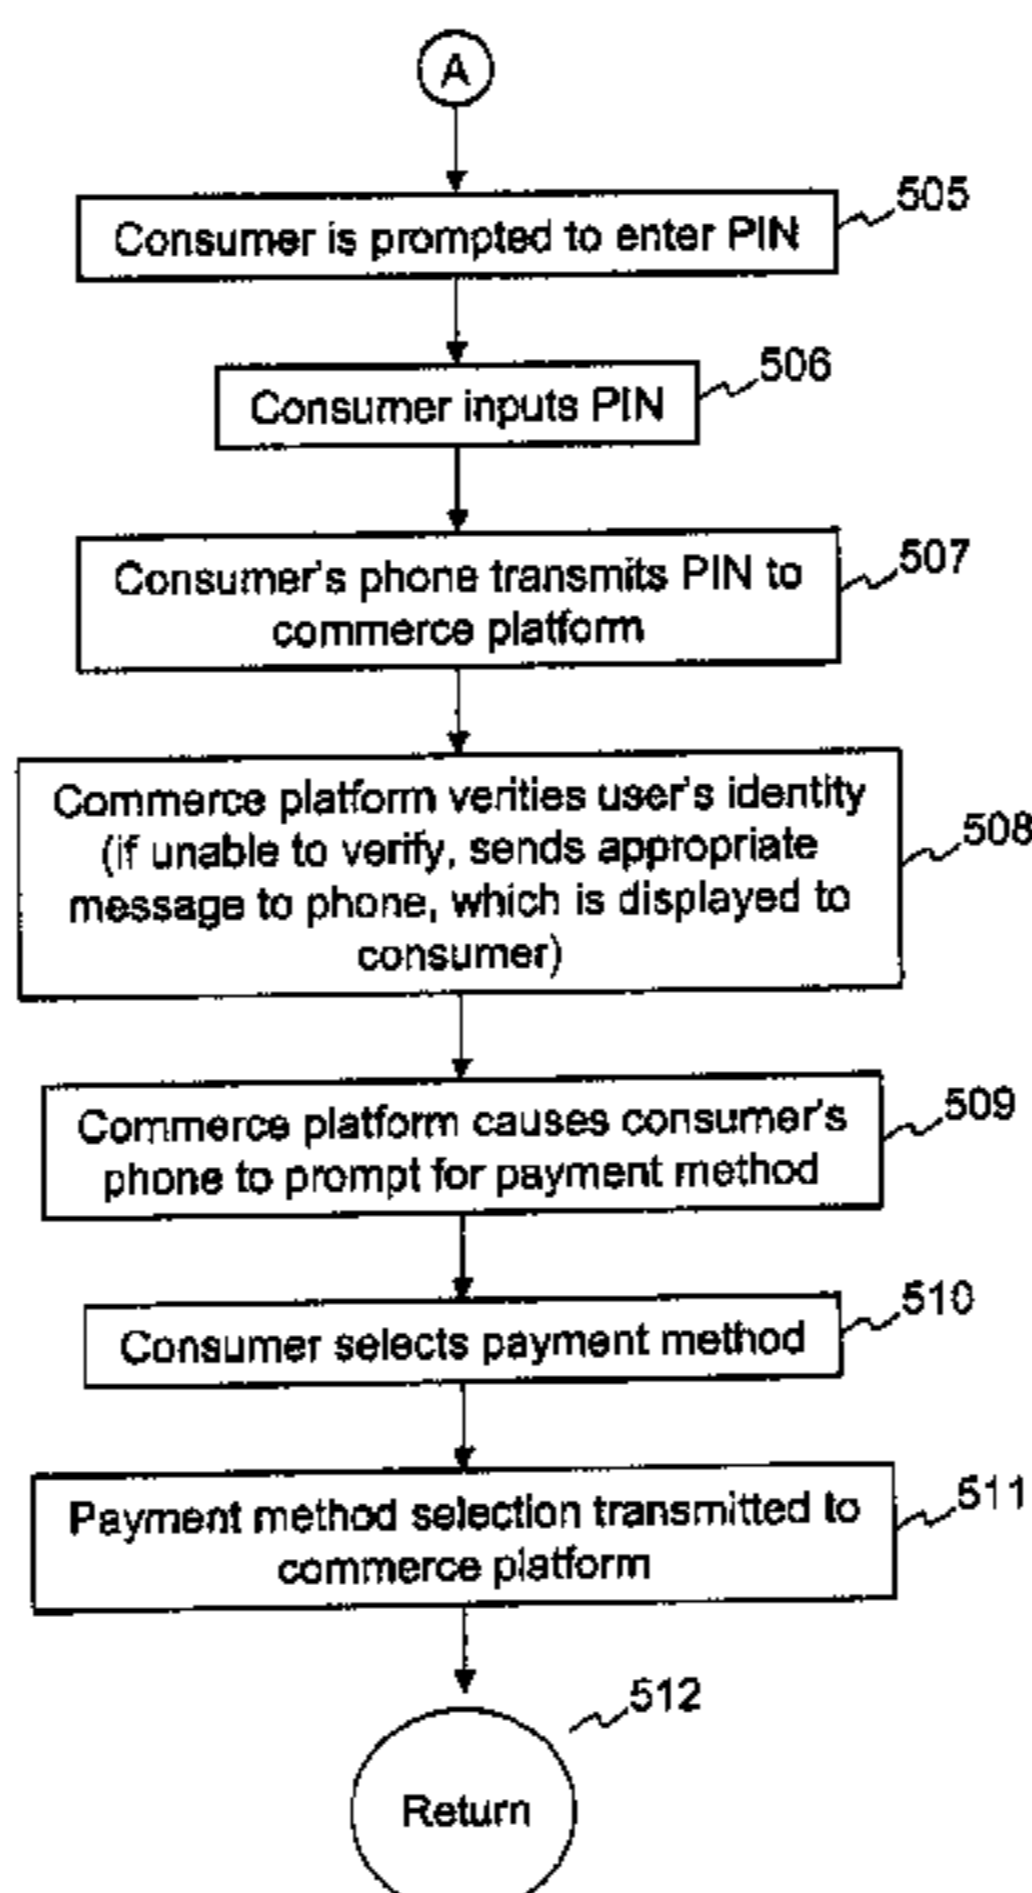 A
Consumer is prompted to enter PIN
505
Consumer inputs PIN
506
Consumer's phone transmits PIN to
commerce platform
507
Commerce platform verities user's identity
(if unable to verify, sends appropriate
message to phone, which is displayed to
consumer)
508
Commerce platform causes consumer's
phone to prompt for payment method
509
Consumer selects payment method
510
Payment method selection transmitted to
commerce platform
511
Return
512